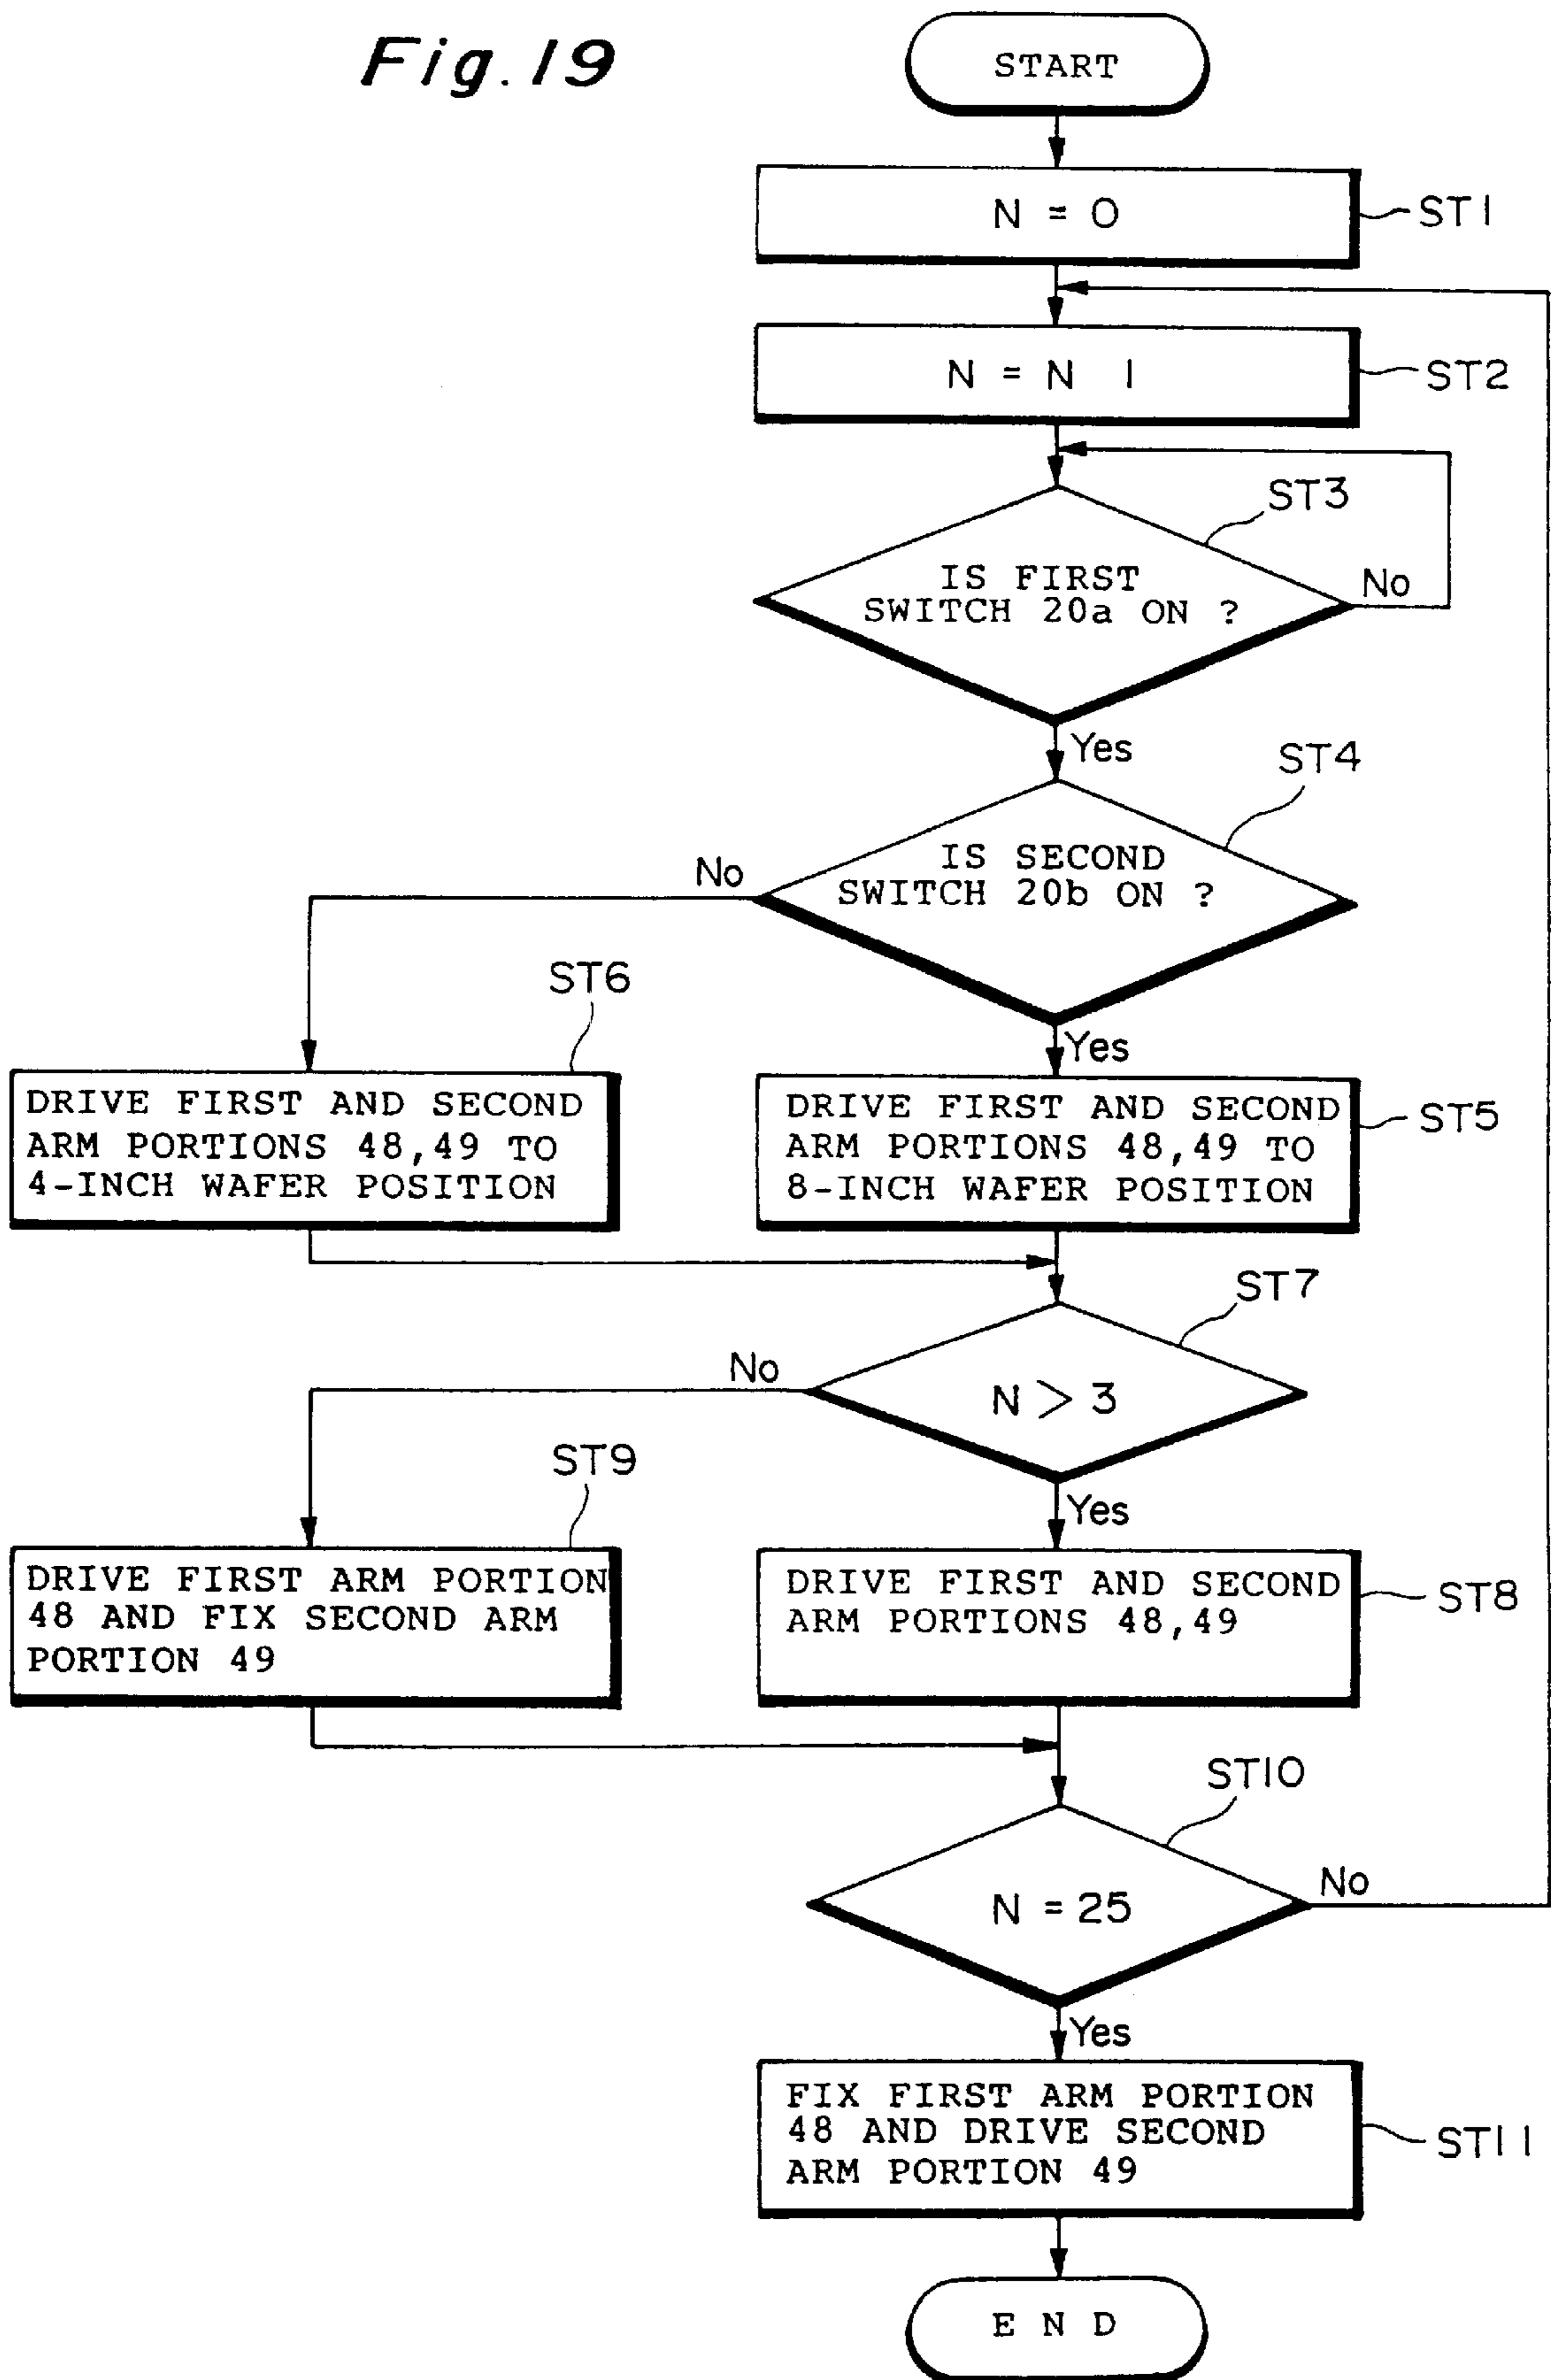 Fig.19
START
N = 0
ST1
N = N 1
ST2
ST3
IS FIRST
SWITCH 20a ON ?
No
Yes
ST4
IS SECOND
SWITCH 20b ON ?
No
Yes
ST6
DRIVE FIRST AND SECOND
ARM PORTIONS 48,49 TO
4-INCH WAFER POSITION
DRIVE FIRST AND SECOND
ARM PORTIONS 48,49 TO
8-INCH WAFER POSITION
ST5
ST7
N > 3
No
Yes
ST9
DRIVE FIRST ARM PORTION
48 AND FIX SECOND ARM
PORTION 49
DRIVE FIRST AND SECOND
ARM PORTIONS 48,49
ST8
ST10
N = 25
No
Yes
FIX FIRST ARM PORTION
48 AND DRIVE SECOND
ARM PORTION 49
ST11
END